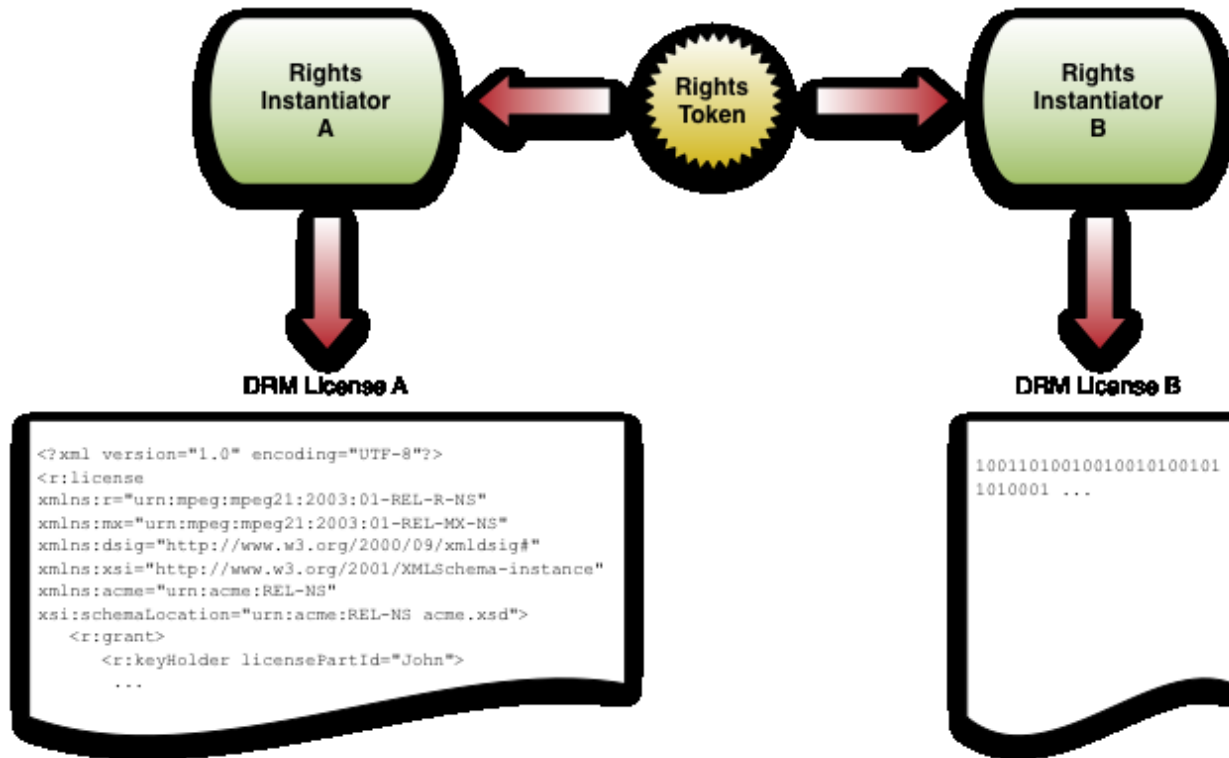 Rights
Instantiator
A
Rights
Token
Rights
Instantiator
B
DRM License A
DRM License B
<?xml version="1.0" encoding="UTF-8"?>
<r:license
xmlns:r="urn:mpeg:mpeg21:2003:01-REL-R-NS"
xmlns:mx="urn:mpeg:mpeg21:2003:01-REL-MX-NS"
xmlns:dsig="http://www.w3.org/2000/09/xmldsig#"
xmlns:xsi="http://www.w3.org/2001/XMLSchema-instance"
xmlns:acme="urn:acme:REL-NS"
xsi:schemaLocation="urn:acme:REL-NS acme.xsd">
<r:grant>
<r:keyHolder licensePartId="John">
...
10011010010010010100101
1010001 ...